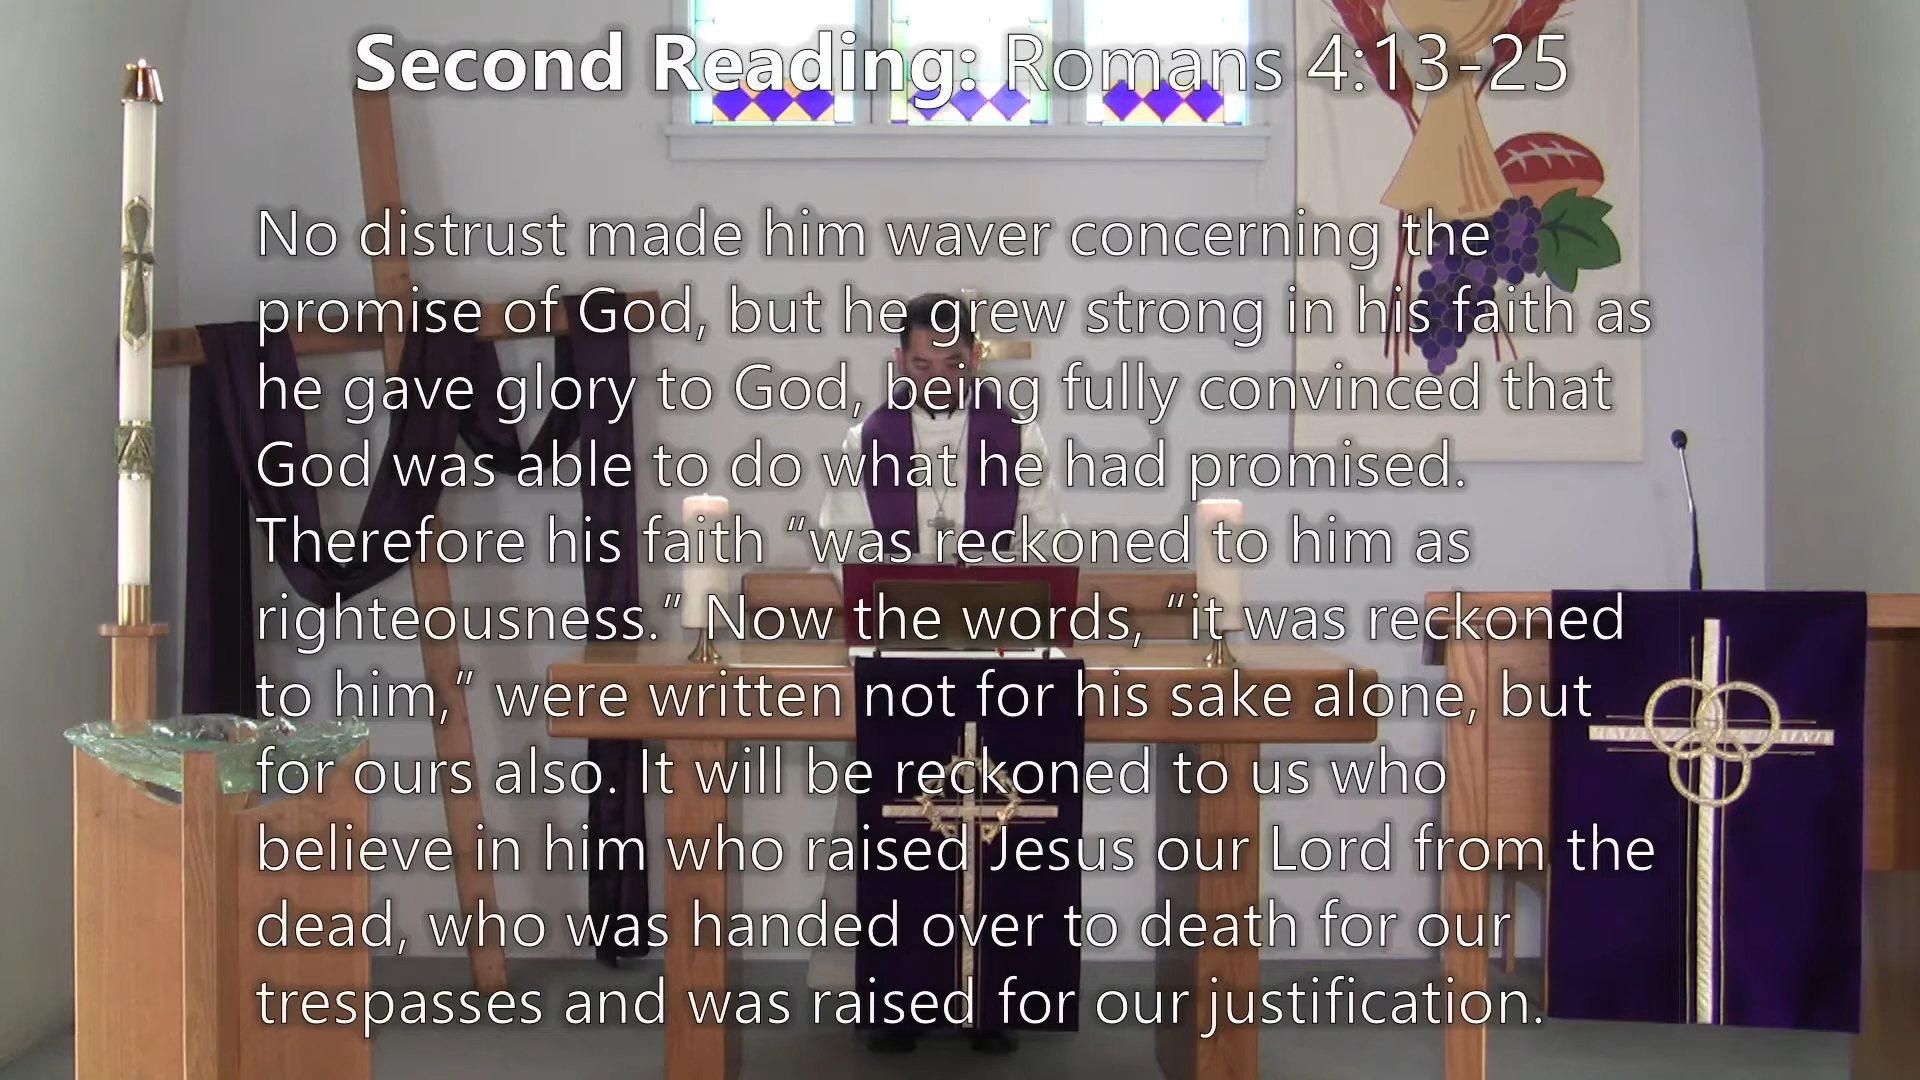 Second Reading: Romans 4:13-25
No distrust made him waver concerning the
promise of God, but he grew strong in his faith as
he gave glory to God, being fully convinced that
God was able to do what he had promised.
Therefore his faith “was reckoned to him as
righteousness.” Now the words, “it was reckoned
to him,” were written not for his sake alone, but
for ours also. It will be reckoned to us who
believe in him who raised Jesus our Lord from the
dead, who was handed over to death for our
trespasses and was raised for our justification.